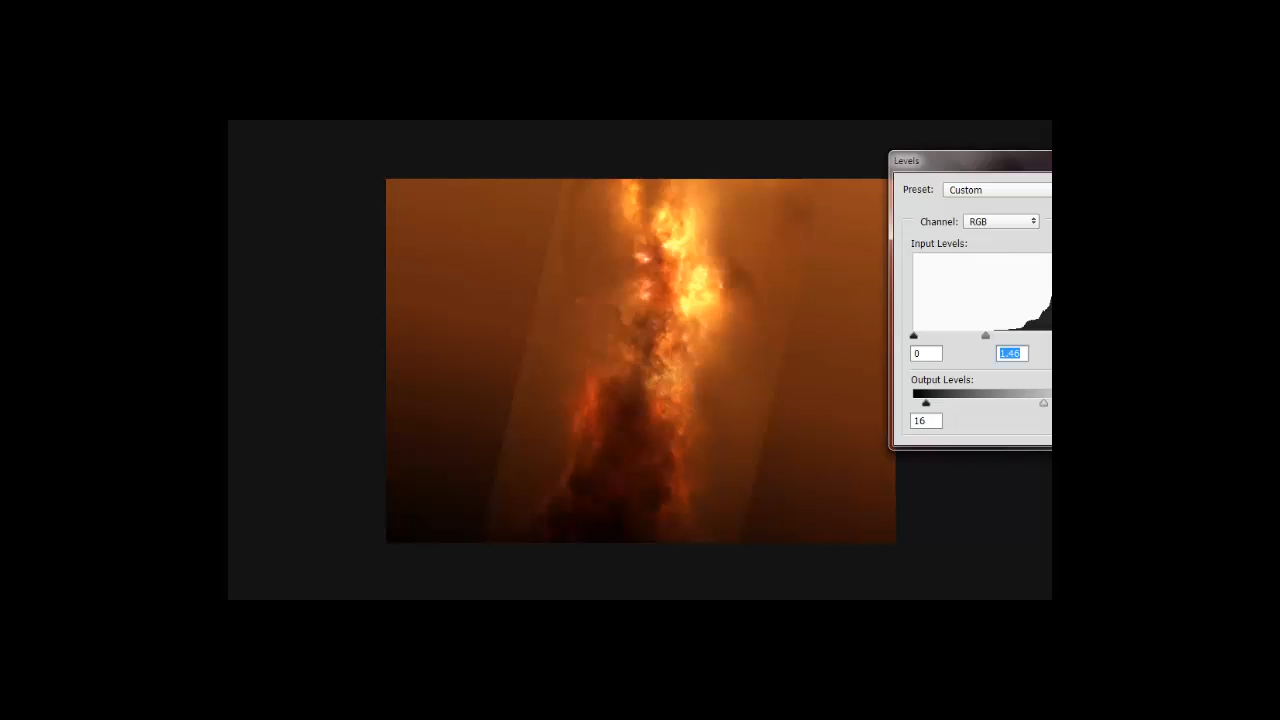 Levels
Preset: Custom
Channel: RGB
Input Levels:
0 1.46
Output Levels:
16